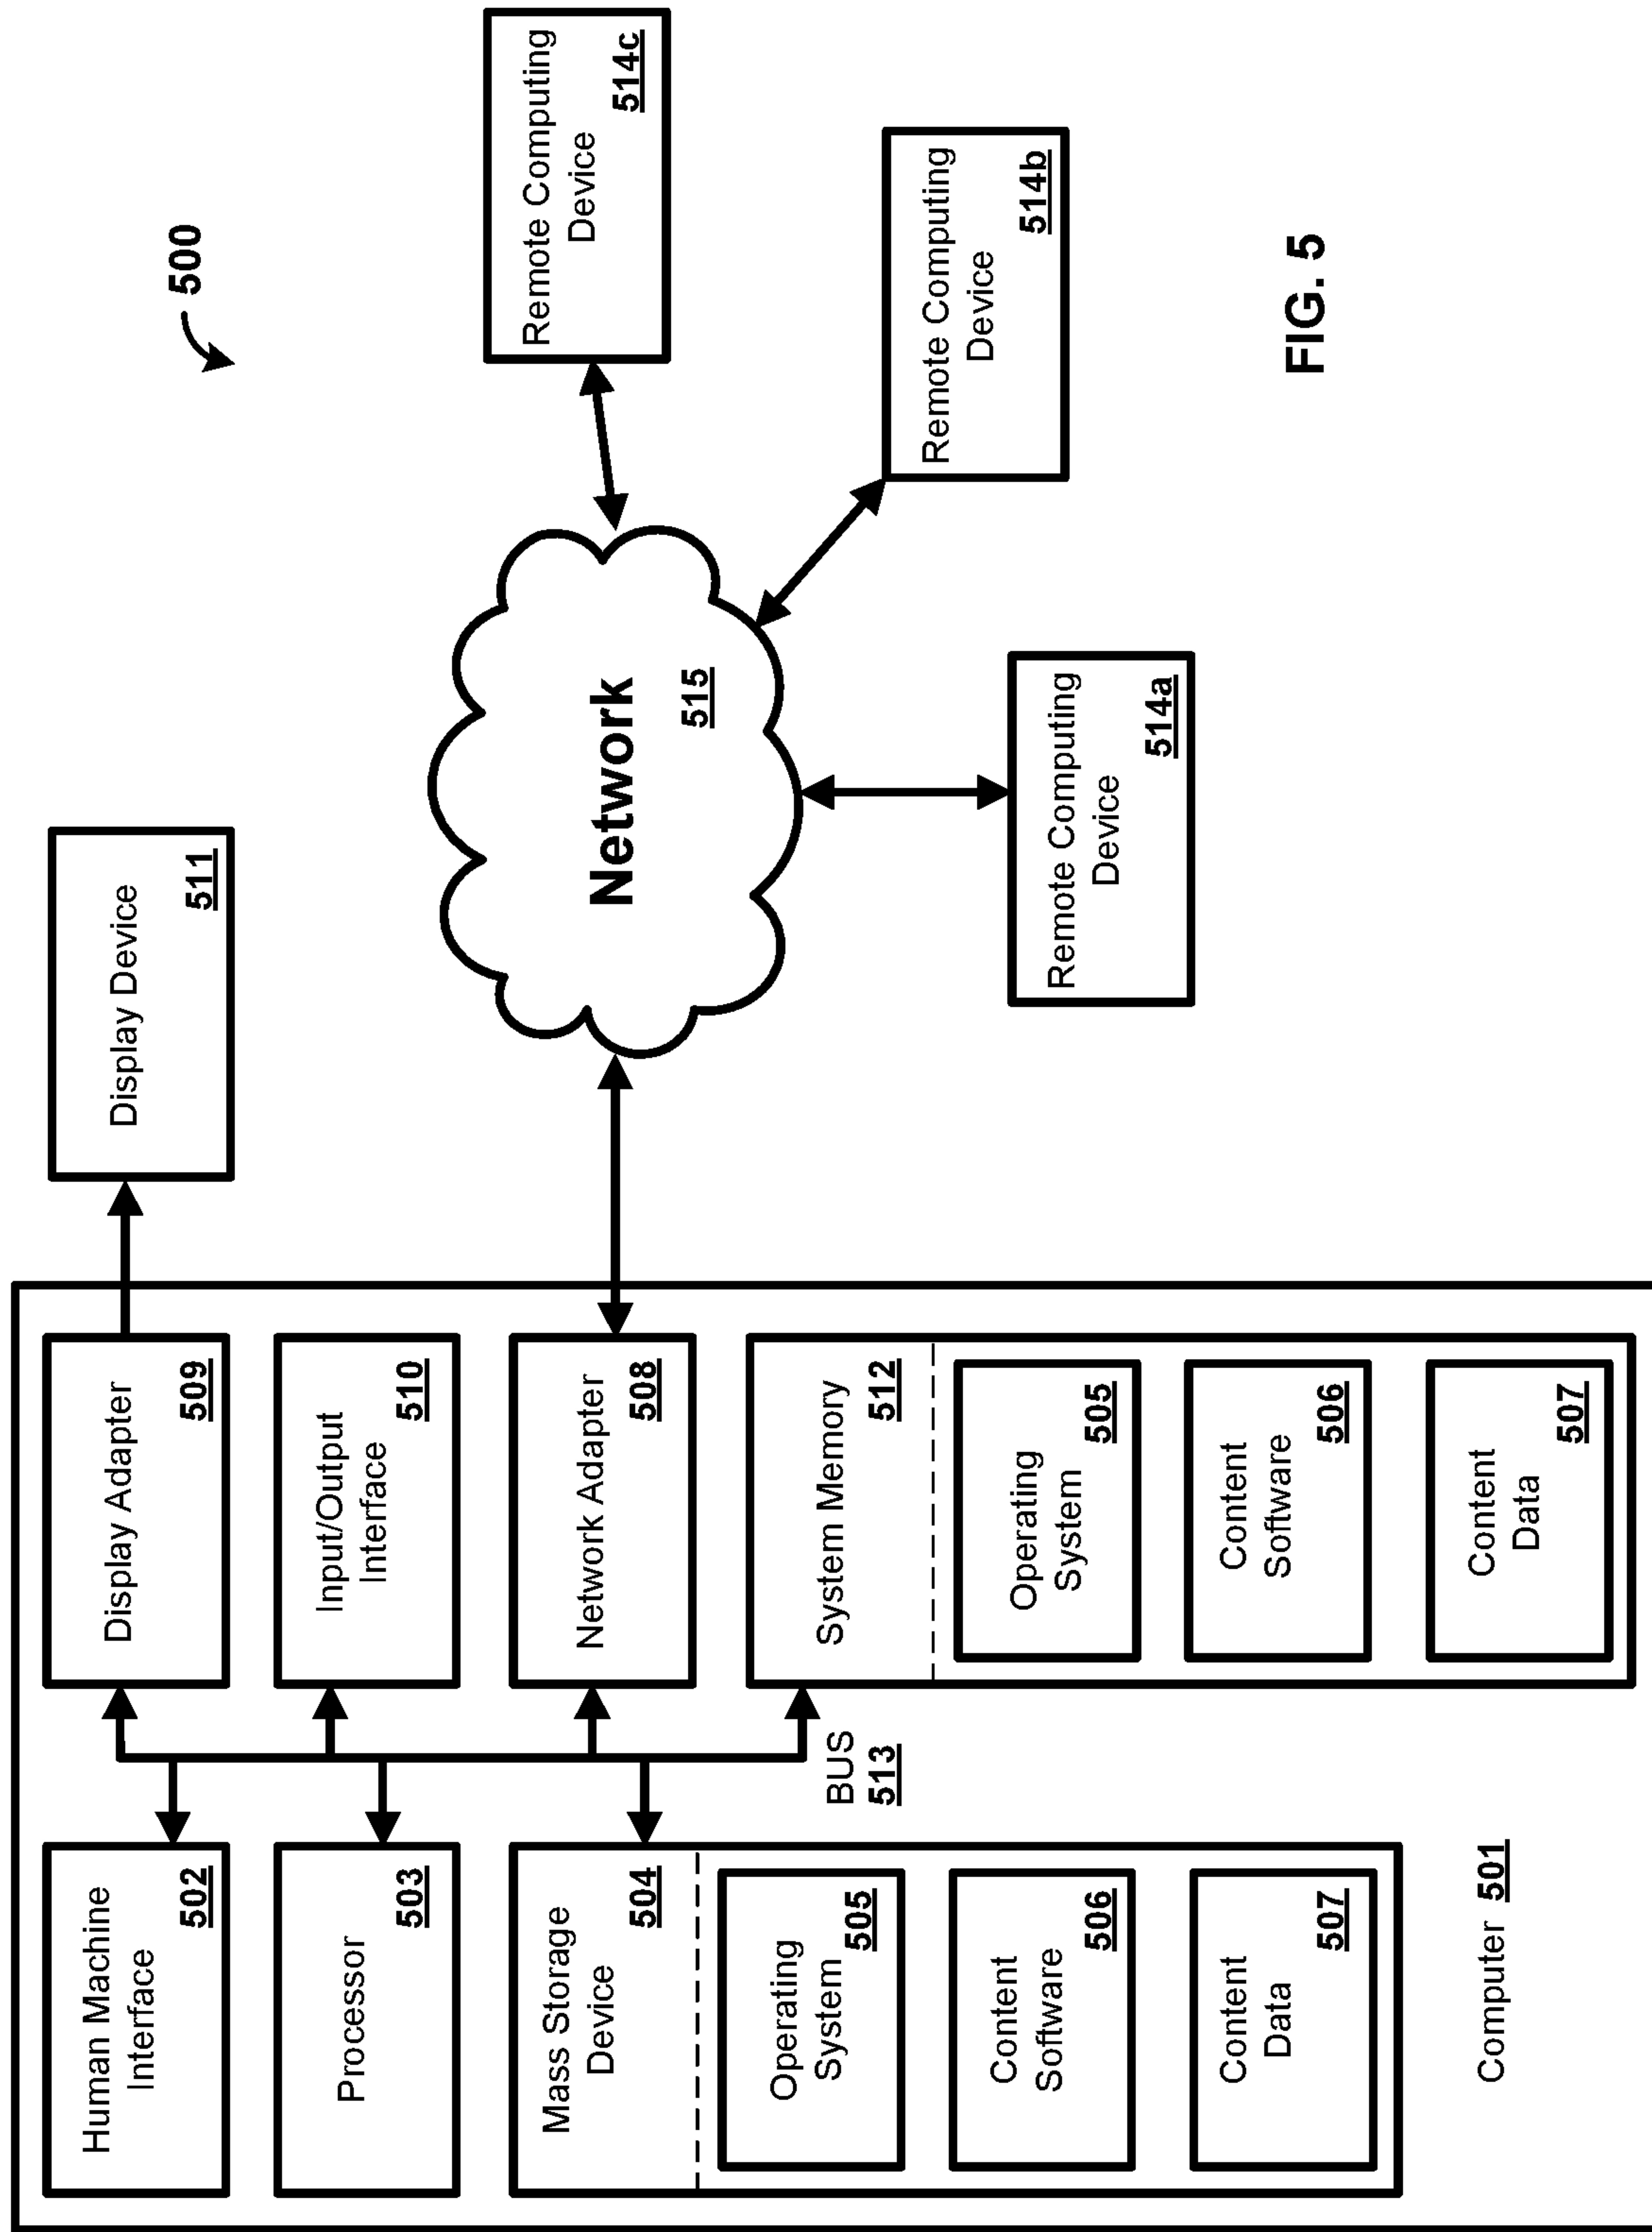 500
Human Machine
Interface
502
Processor
503
Mass Storage
Device
504
Operating
System
505
Content
Software
506
Content
Data
507
Computer 501
BUS
513
Display Adapter
509
Input/Output
Interface
510
Network Adapter
508
System Memory
512
Operating
System
505
Content
Software
506
Content
Data
507
Display Device
511
Network
515
Remote Computing
Device
514a
Remote Computing
Device
514b
Remote Computing
Device
514c
FIG. 5